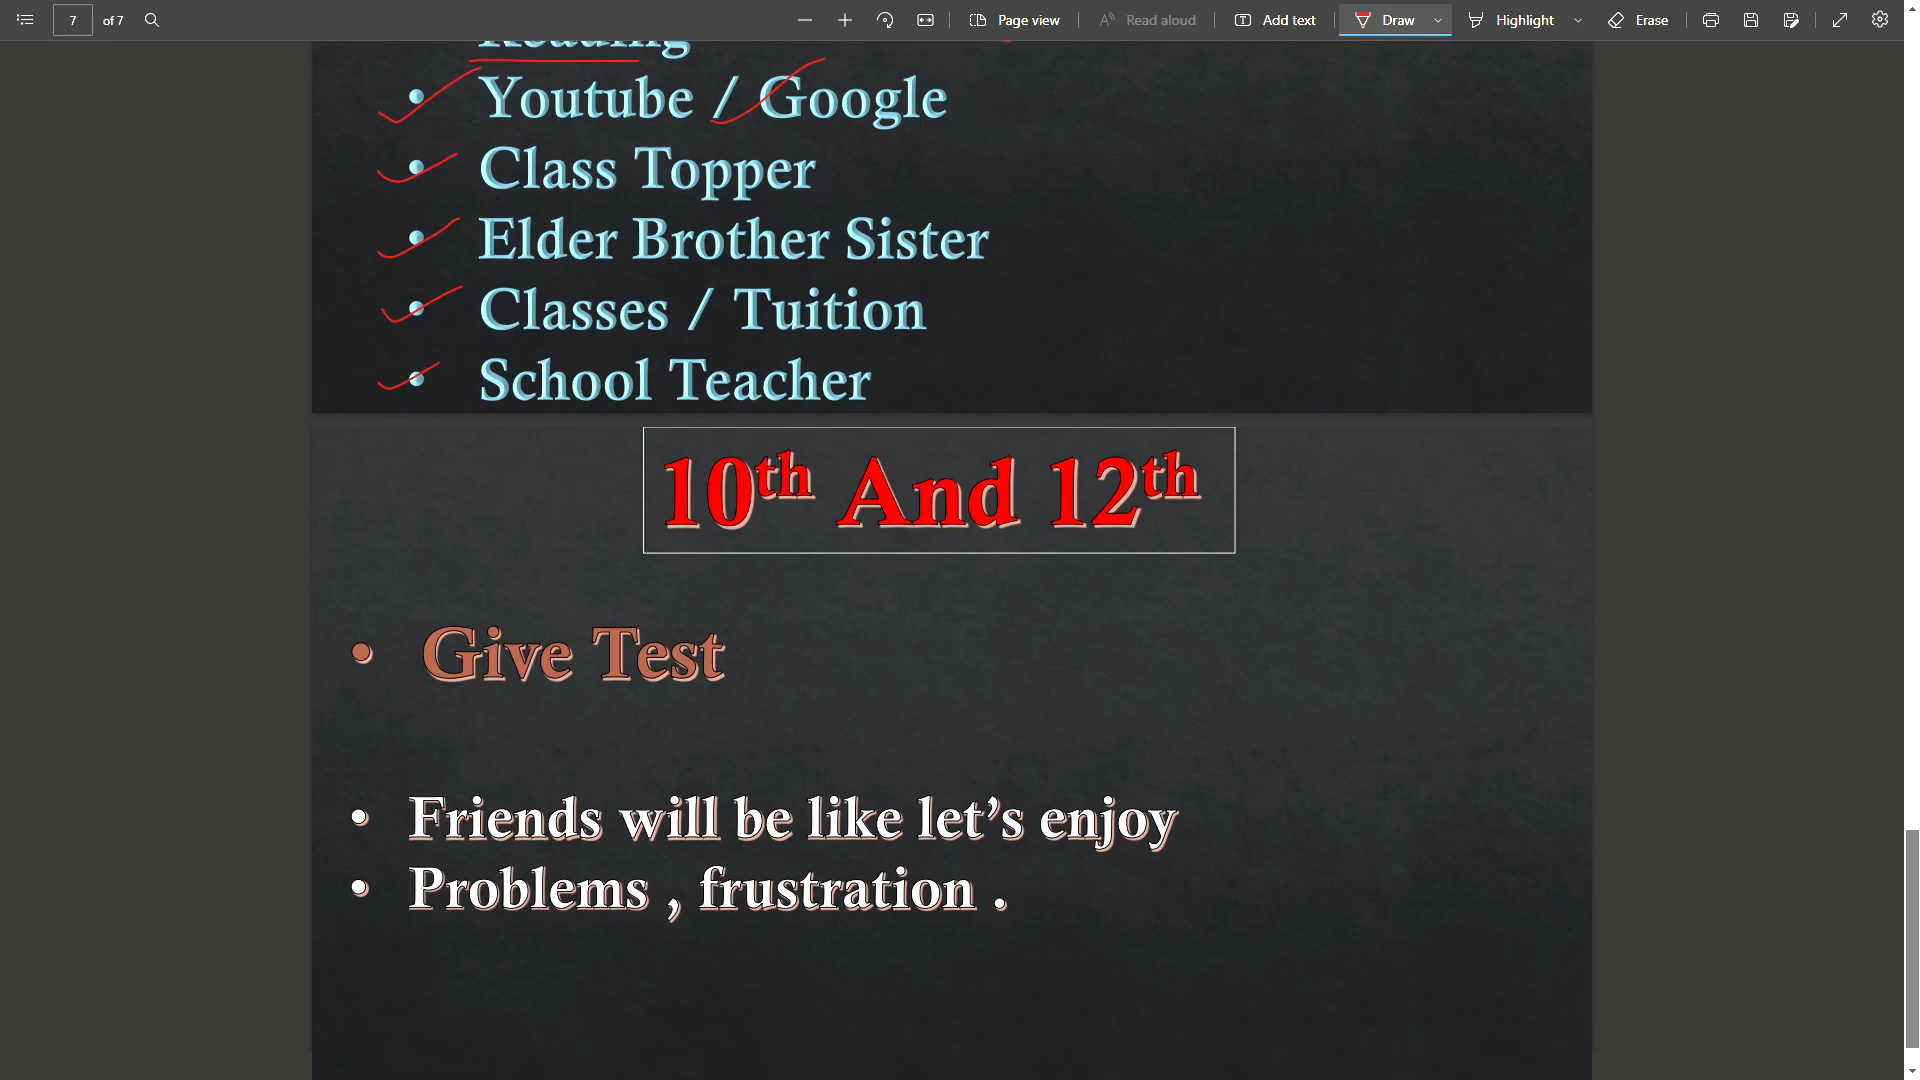 7 of 7 Page view Read aloud Add text Draw Highlight Erase
Reading
• Youtube / Google
• Class Topper
• Elder Brother Sister
• Classes / Tuition
• School Teacher
10th And 12th
• Give Test
• Friends will be like let’s enjoy
• Problems , frustration .